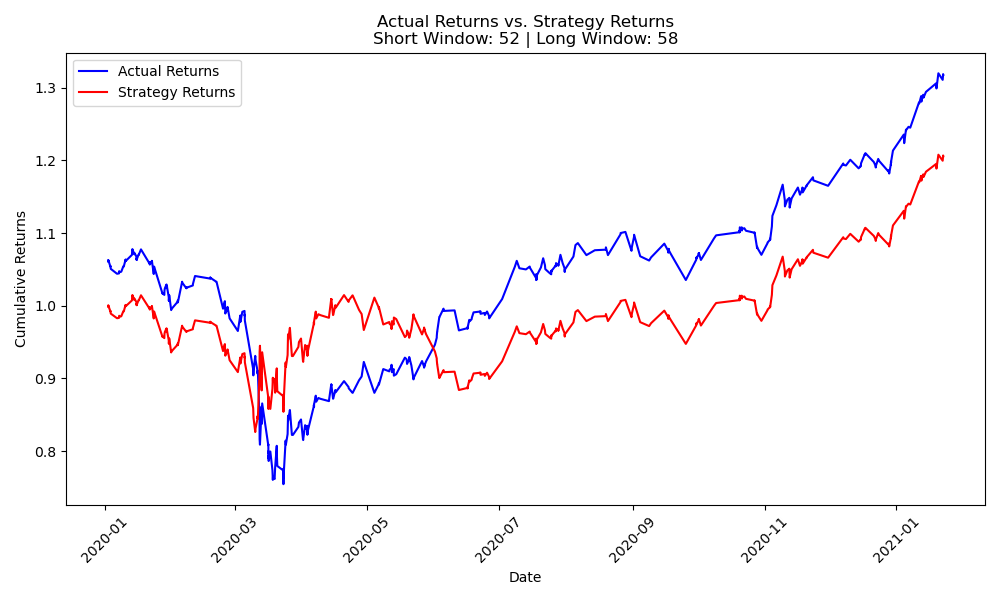 Actual Returns vs. Strategy Returns
Short Window: 52 | Long Window: 58
Actual Returns
Strategy Returns
Cumulative Returns
1.3
1.2
1.1
1.0
0.9
0.8
2020-01
2020-03
2020-05
2020-07
2020-09
2020-11
2021-01
Date